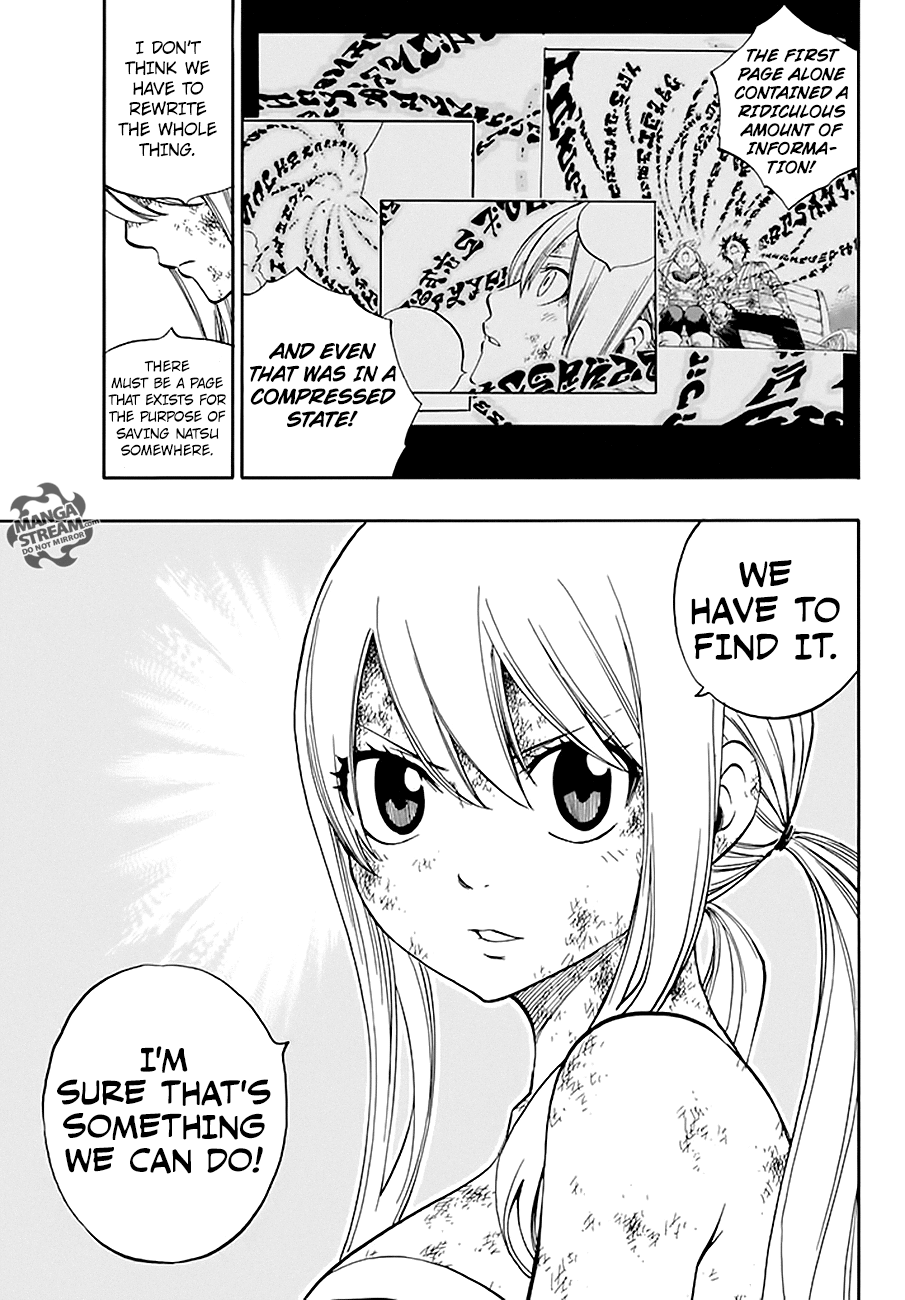 THE FIRST
PAGE ALONE
CONTAINED A
RIDICULOUS
AMOUNT OF
INFORMA-
TION!
AND EVEN
THAT WAS IN A
COMPRESSED
STATE!
I DON'T
THINK WE
HAVE TO
REWRITE
THE WHOLE
THING.
THERE
MUST BE A PAGE
THAT EXISTS FOR
THE PURPOSE OF
SAVING NATSU
SOMEWHERE.
MANGA
STREAM.com
DO NOT MIRROR
WE
HAVE TO
FIND IT.
I'M
SURE THAT'S
SOMETHING
WE CAN DO!